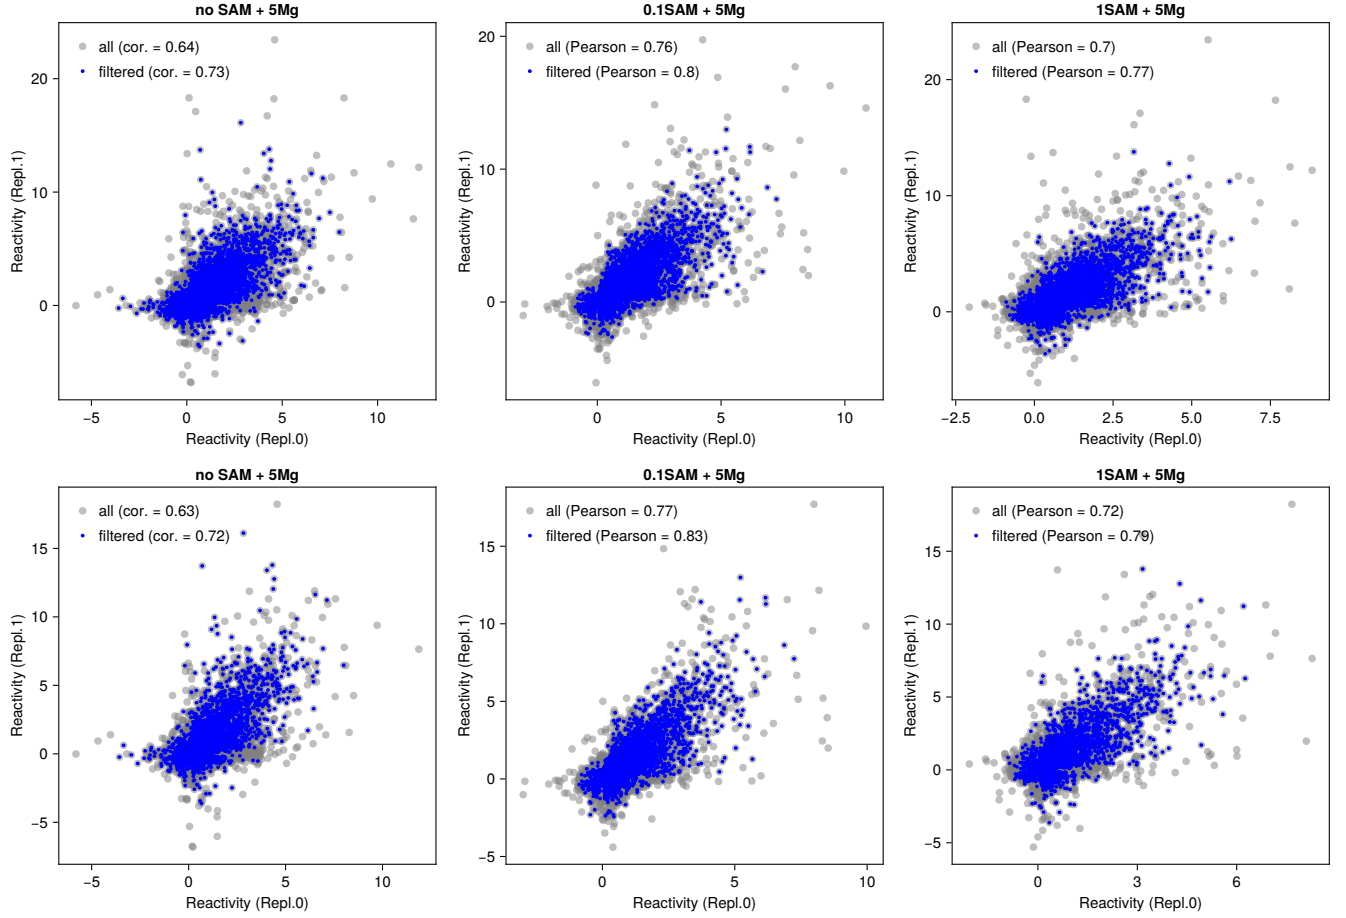 no SAM + 5Mg
all (cor. = 0.64)
filtered (cor. = 0.73)
20
10
0
−5
0
5
10
Reactivity (Repl.1)
Reactivity (Repl.0)
0.1SAM + 5Mg
all (Pearson = 0.76)
filtered (Pearson = 0.8)
20
10
0
0
5
10
Reactivity (Repl.1)
Reactivity (Repl.0)
1SAM + 5Mg
all (Pearson = 0.7)
filtered (Pearson = 0.77)
20
10
0
−2.5
0.0
2.5
5.0
7.5
Reactivity (Repl.1)
Reactivity (Repl.0)
no SAM + 5Mg
all (cor. = 0.63)
filtered (cor. = 0.72)
15
10
5
0
−5
−5
0
5
10
Reactivity (Repl.1)
Reactivity (Repl.0)
0.1SAM + 5Mg
all (Pearson = 0.77)
filtered (Pearson = 0.83)
15
10
5
0
−5
0
5
10
Reactivity (Repl.1)
Reactivity (Repl.0)
1SAM + 5Mg
all (Pearson = 0.72)
filtered (Pearson = 0.79)
15
10
5
0
−5
0
3
6
Reactivity (Repl.1)
Reactivity (Repl.0)